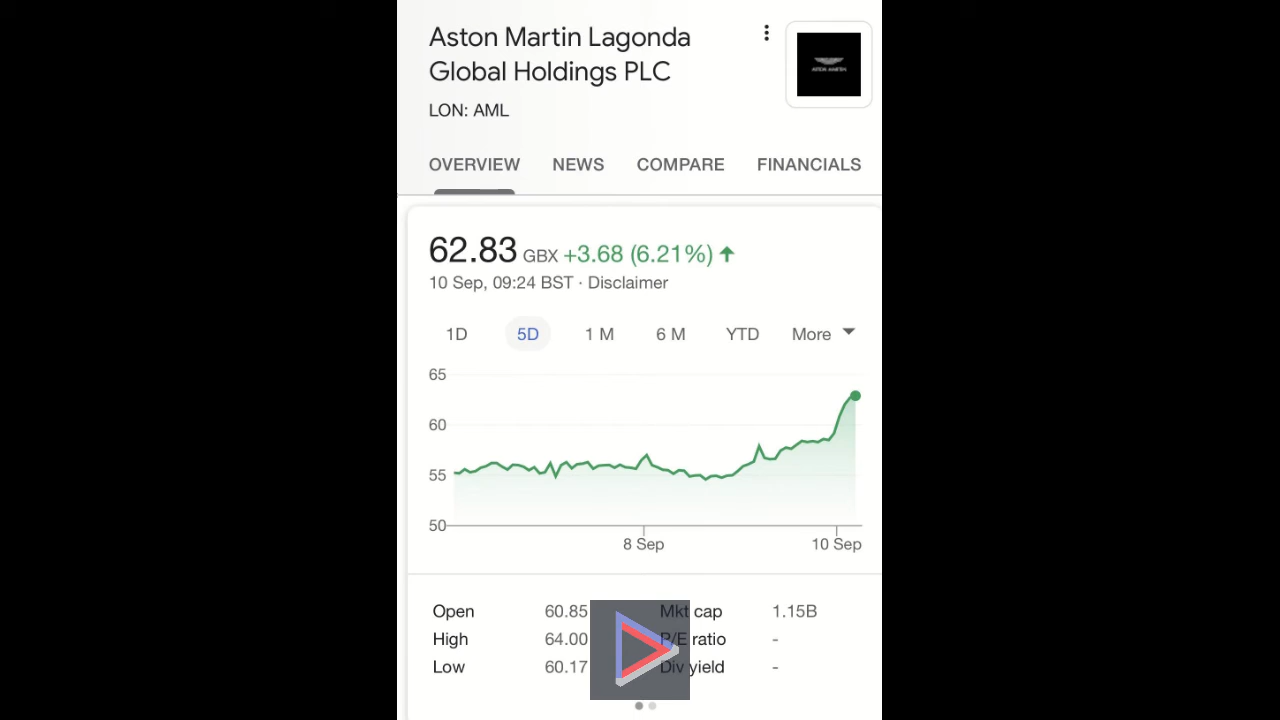 Aston Martin Lagonda
Global Holdings PLC
LON: AML
OVERVIEW NEWS COMPARE FINANCIALS
62.83 GBX +3.68 (6.21%)
10 Sep, 09:24 BST · Disclaimer
1D 5D 1 M 6 M YTD More
65
60
55
50
8 Sep 10 Sep
Open 60.85 Mkt cap 1.15B
High 64.00 P/E ratio -
Low 60.17 Div yield -